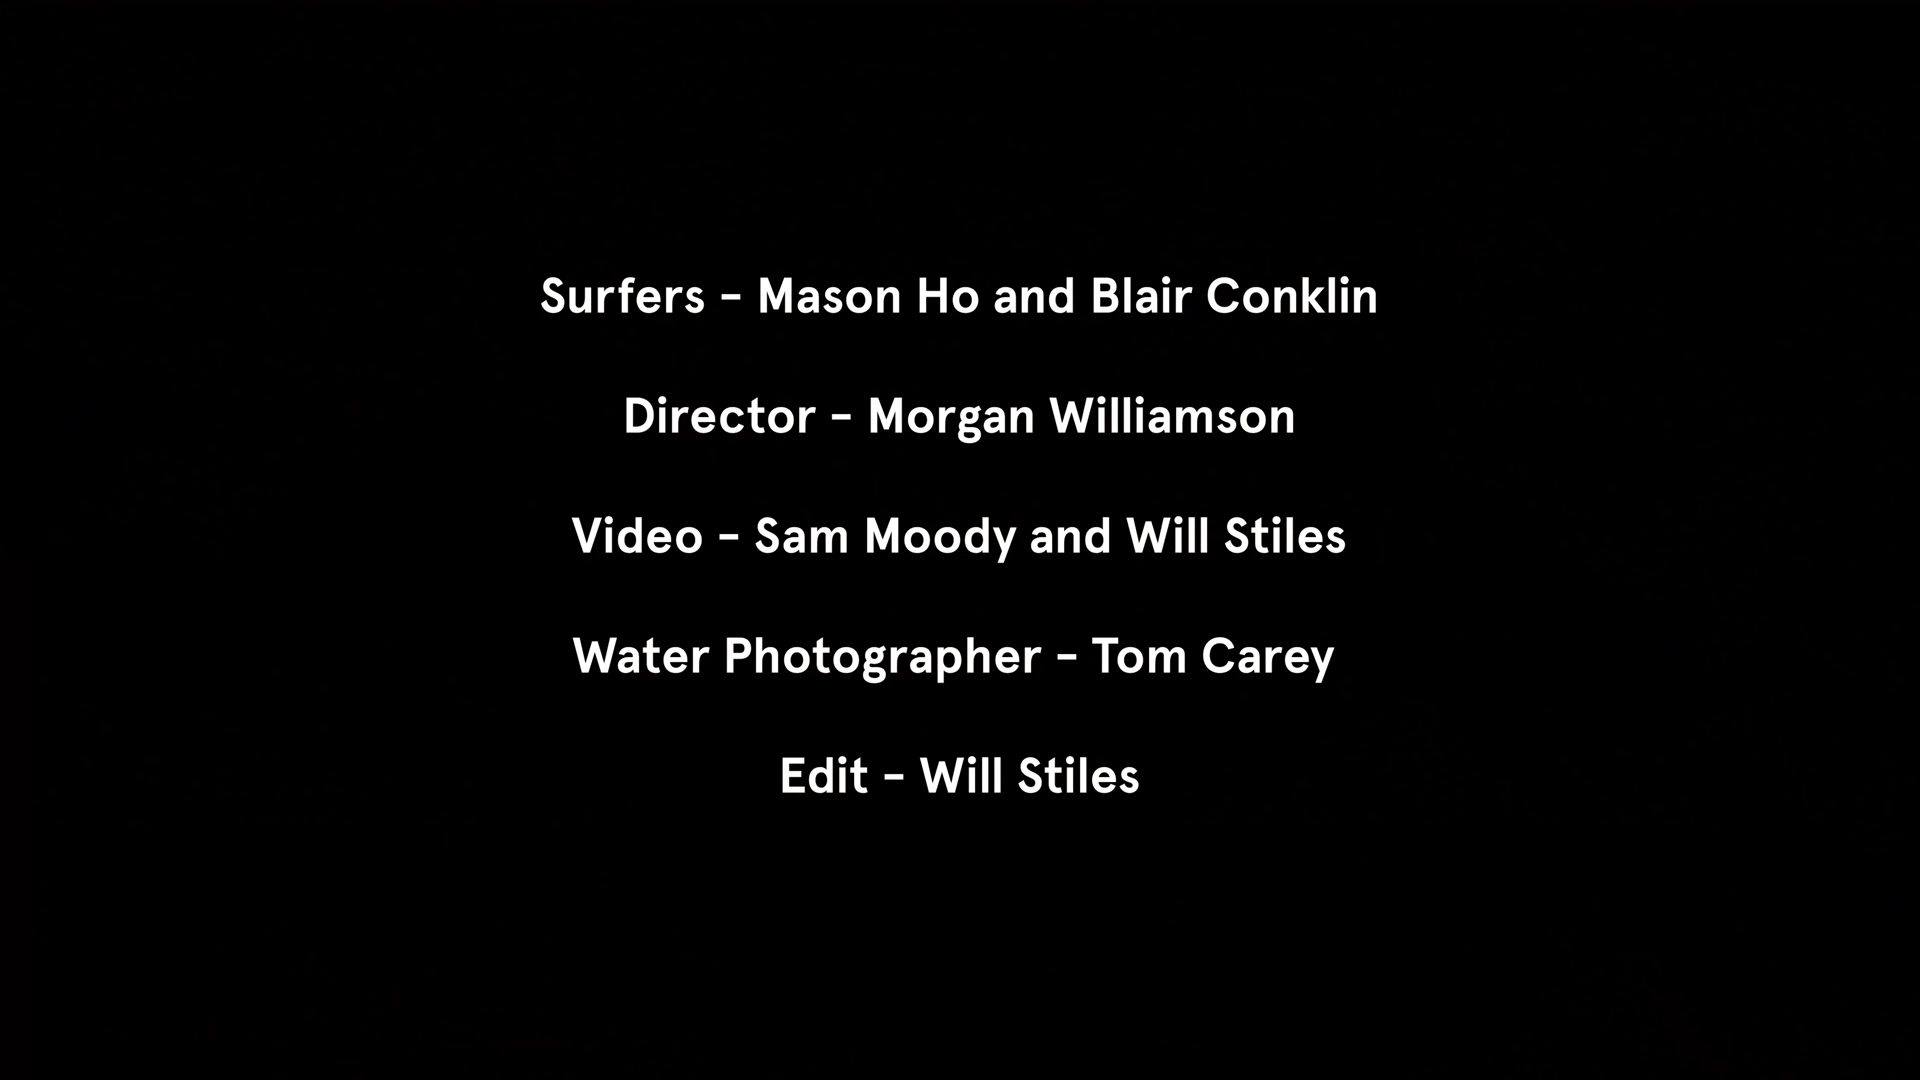 Surfers - Mason Ho and Blair Conklin
Director - Morgan Williamson
Video - Sam Moody and Will Stiles
Water Photographer - Tom Carey
Edit - Will Stiles